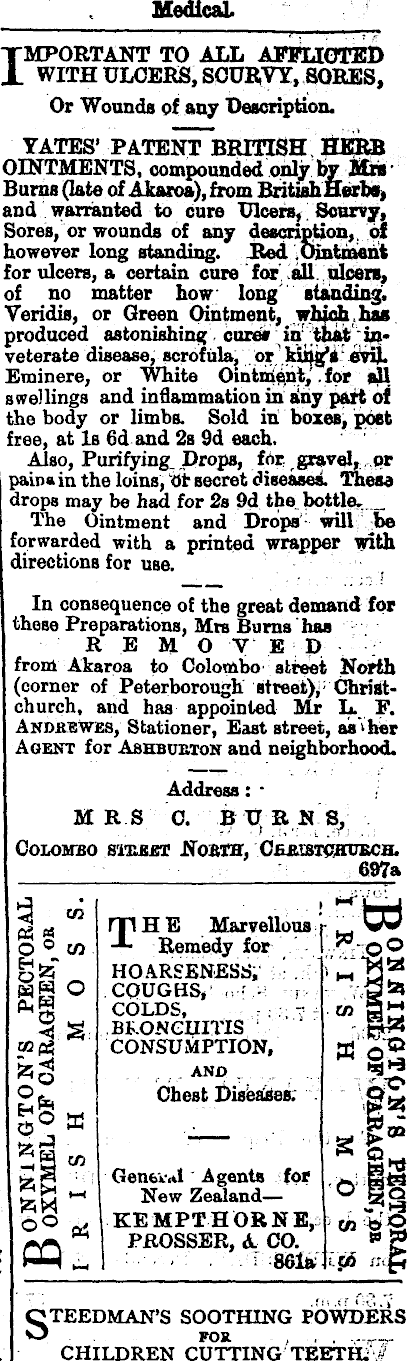 Medical.
IMPORTANT TO ALL AFFLICTED
WITH ULCERS, SCURVY, SORES,
Or Wounds of any Description.
YATES' PATENT BRITISH HERB
OINTMENTS, compounded only by Mrs
Burns (late of Akaroa), from British Herbs,
and warranted to cure Ulcers, Scurvy,
Sores, or wounds of any description, of
however long standing. Red Ointment
for ulcers, a certain cure for all ulcers,
of no matter how long standing.
Veridis, or Green Ointment, which has
produced astonishing cures in that in-
veterate disease, scrofula, or king's evil.
Eminere, or White Ointment, for all
swellings and inflammation in any part of
the body or limbs. Sold in boxes, post
free, at 1s 6d and 2s 9d each.
Also, Purifying Drops, for gravel, or
pains in the loins, or secret diseases. These
drops may be had for 2s 9d the bottle.
The Ointment and Drops will be
forwarded with a printed wrapper with
directions for use.
In consequence of the great demand for
these Preparations, Mrs Burns has
REMOVED
from Akaroa to Colombo street North
(corner of Peterborough street), Christ-
church, and has appointed Mr L. F.
ANDREWES, Stationer, East street, as her
AGENT for ASHBURTON and neighborhood.
Address:
MRS C. BURNS,
COLOMBO STREET NORTH, CHRISTCHURCH.
697a
BONNINGTON'S PECTORAL
OXYMEL OF CARAGEEN, OR
IRISH MOSS.
THE Marvellous
Remedy for
HOARSENESS,
COUGHS,
COLDS,
BRONCHITIS
CONSUMPTION,
AND
Chest Diseases.
General Agents for
New Zealand—
KEMPTHORNE,
PROSSER, & CO.
861a
IRISH MOSS
BONNINGTON'S PECTORAL
OXYMEL OF CARAGEEN, OR
STEEDMAN'S SOOTHING POWDERS
FOR
CHILDREN CUTTING TEETH.